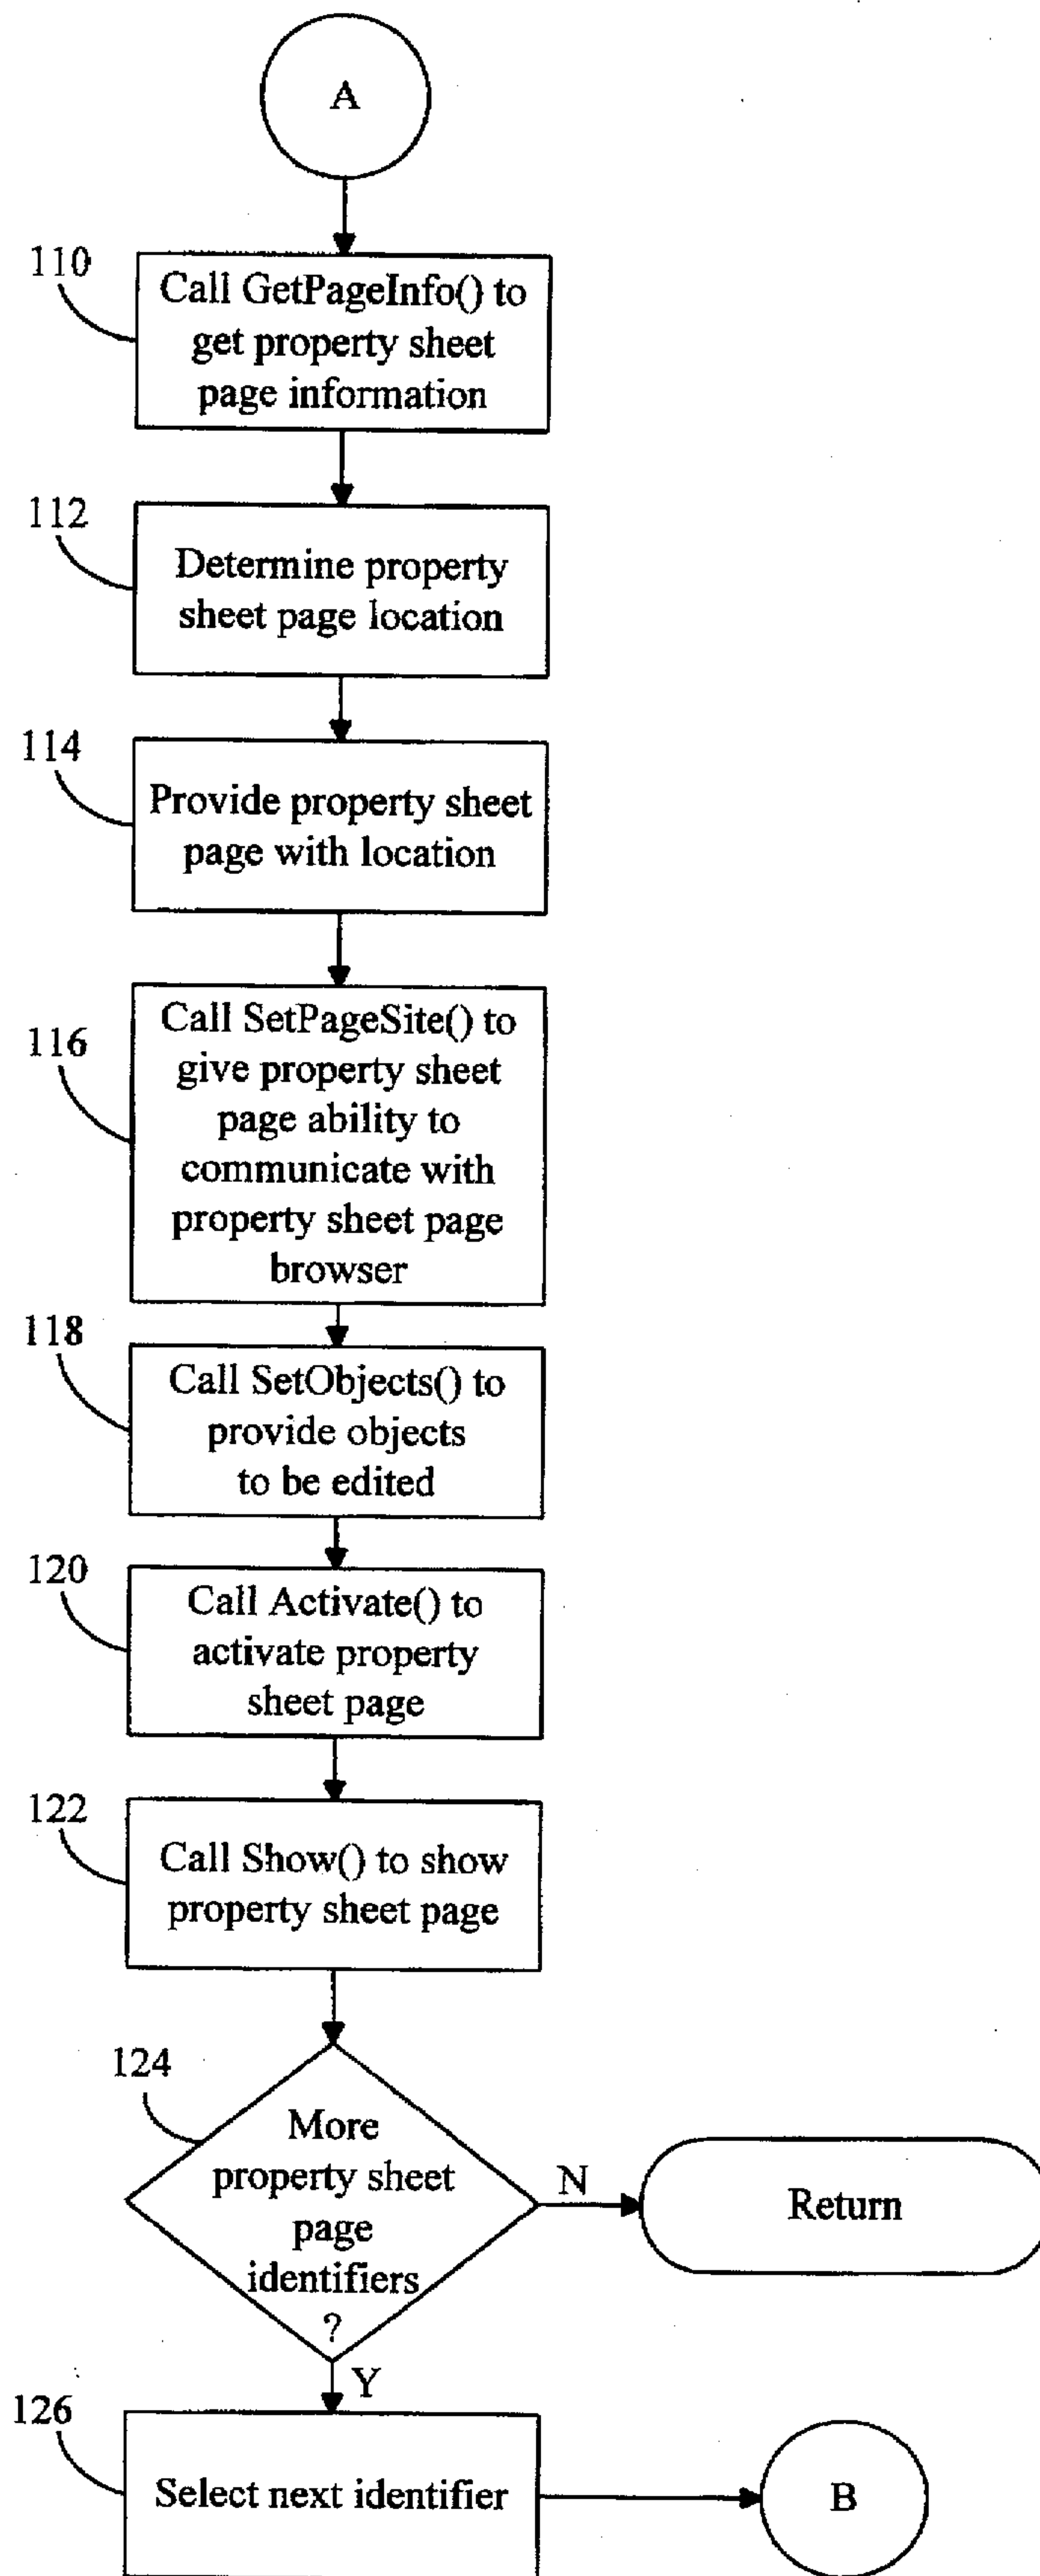 A
110
Call GetPageInfo() to
get property sheet
page information
112
Determine property
sheet page location
114
Provide property sheet
page with location
116
Call SetPageSite() to
give property sheet
page ability to
communicate with
property sheet page
browser
118
Call SetObjects() to
provide objects
to be edited
120
Call Activate() to
activate property
sheet page
122
Call Show() to show
property sheet page
124
More
property sheet
page
identifiers
?
N
Return
Y
126
Select next identifier
B